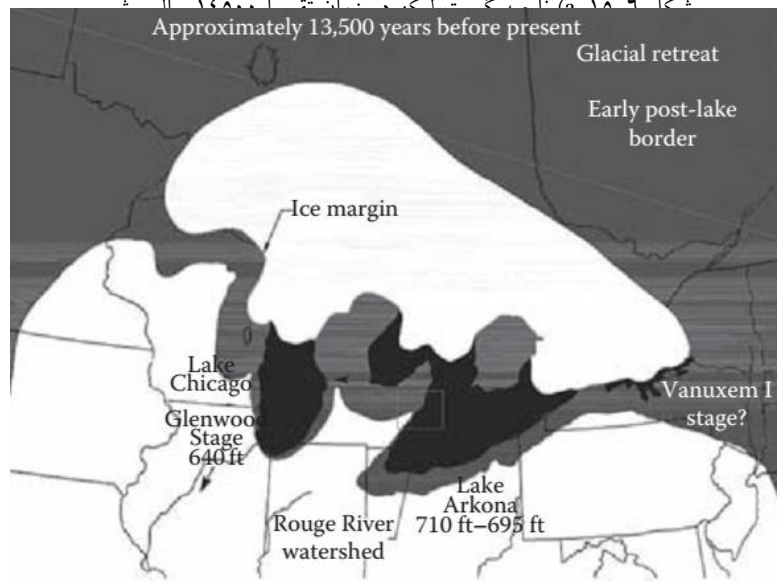 Approximately 13,500 years before present
Glacial retreat
Early post-lake
border
Ice margin
Lake
Chicago
Glenwood
Stage
640 ft
Vanuxem I
stage?
Lake
Arkona
710 ft–695 ft
Rouge River
watershed